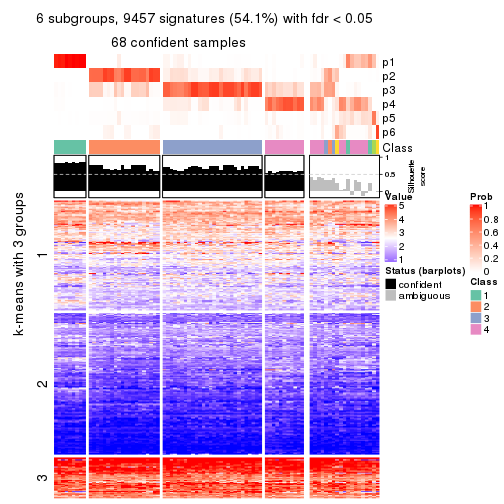 6 subgroups, 9457 signatures (54.1%) with fdr < 0.05
68 confident samples
p1
p2
p3
p4
p5
p6
Class
1
0.5
0
Silhouette
score
k-means with 3 groups
1
2
3
Value
5
4
3
2
1
Status (barplots)
confident
ambiguous
Prob
1
0.8
0.6
0.4
0.2
0
Class
1
2
3
4